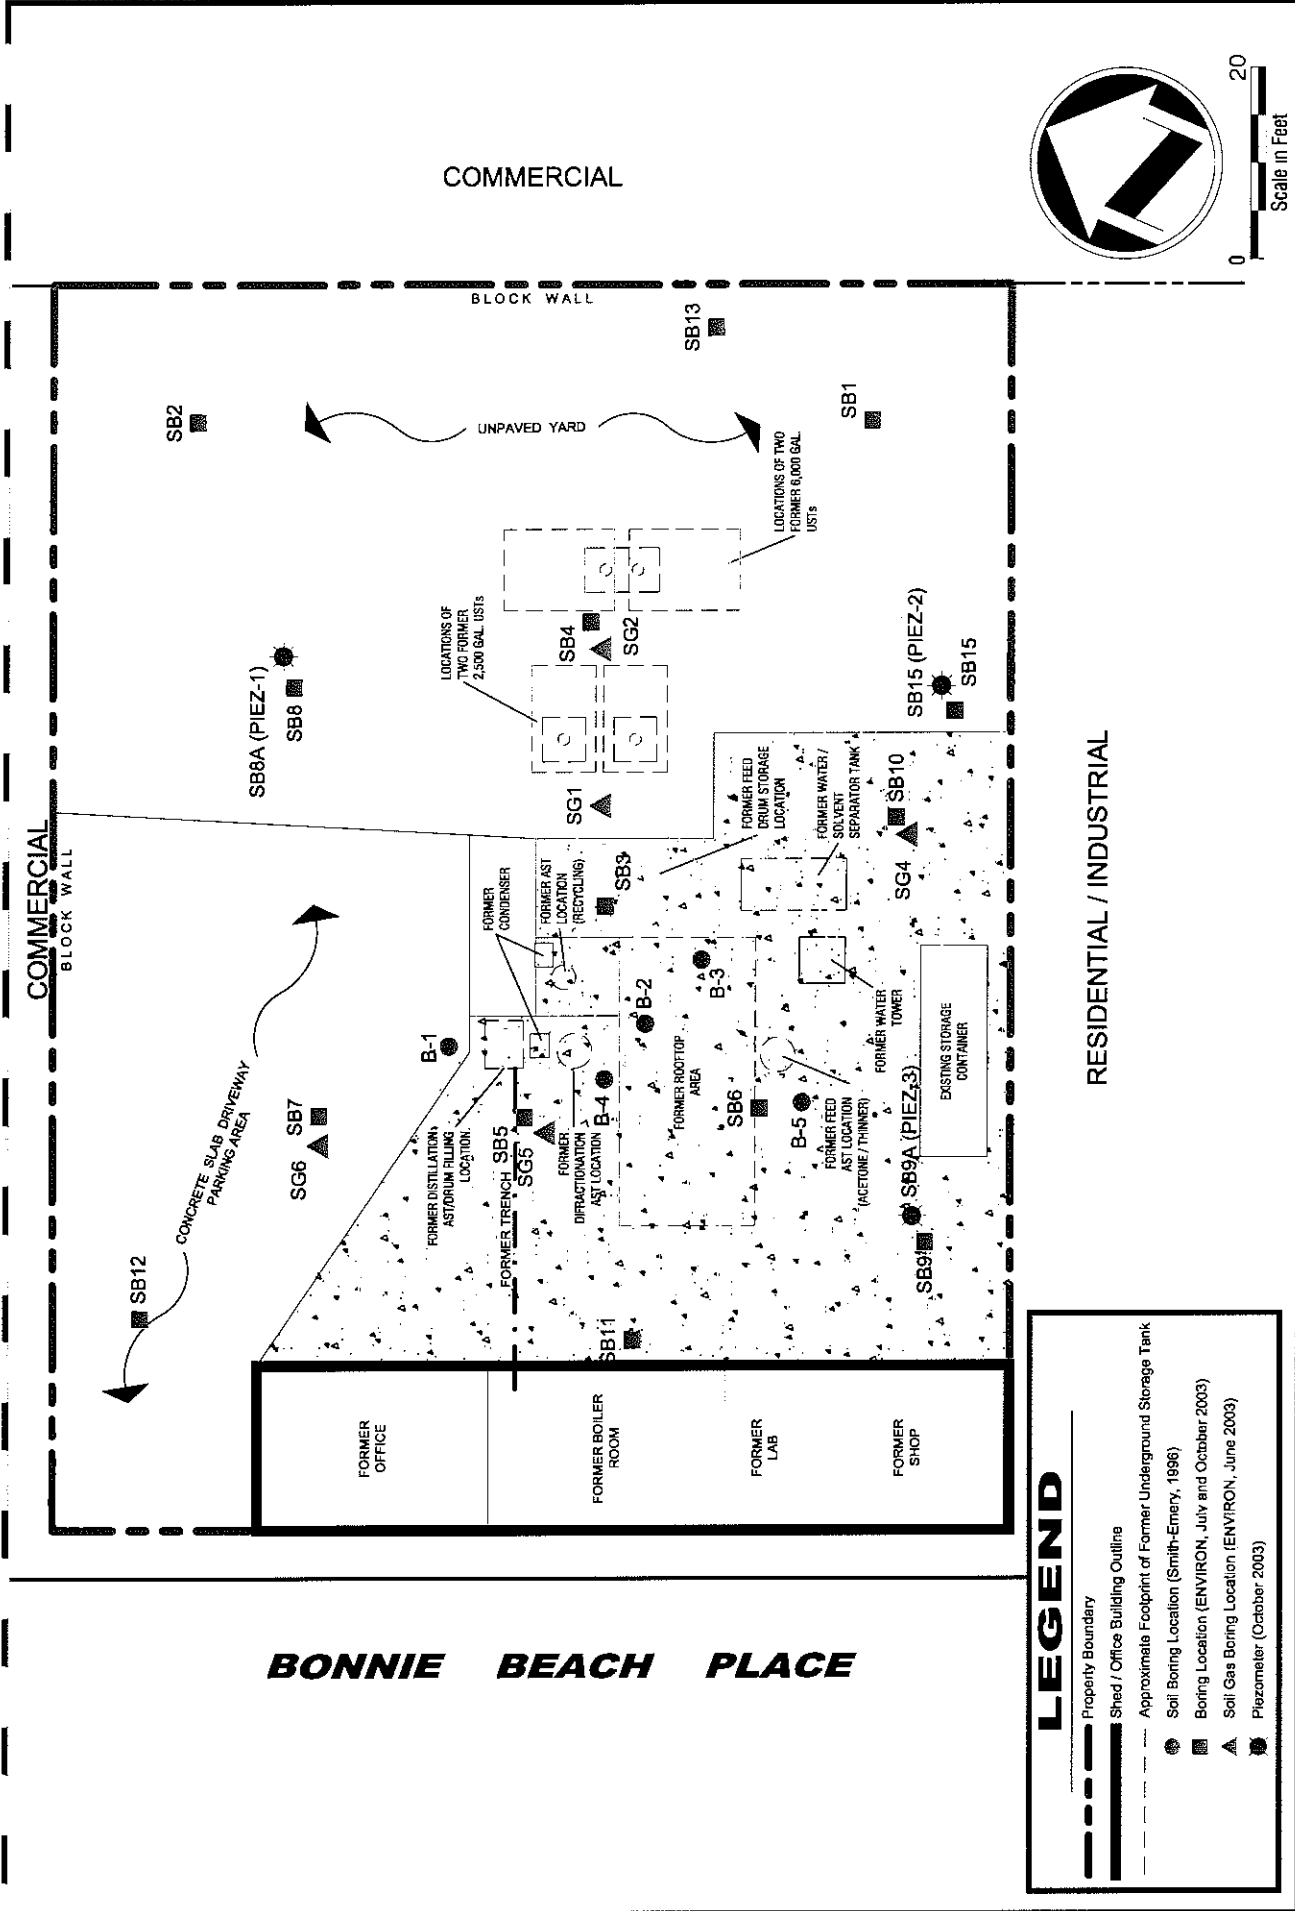 COMMERCIAL
BLOCK WALL
COMMERCIAL
BLOCK WALL
SB2
SB13
SB1
UNPAVED YARD
LOCATIONS OF TWO
FORMER 6,000 GAL.
USTs
LOCATIONS OF
TWO FORMER
2,500 GAL. USTs
SB4
SG2
SB8A (PIEZ-1)
SB8
SB15 (PIEZ-2)
SB15
SG1
FORMER FEED
DRUM STORAGE
LOCATION
FORMER WATER /
SOLVENT
SEPARATOR TANK
SB10
SG4
SB3
FORMER
CONDENSER
FORMER AST
LOCATION
(RECYCLING)
B-1
B-2
B-3
FORMER WATER
TOWER
EXISTING STORAGE
CONTAINER
FORMER ROOFTOP
AREA
B-4
SB6
B-5
FORMER FEED
AST LOCATION
(ACETONE / THINNER)
SB9A (PIEZ-3)
SB9
SB7
SG6
SB5
SG5
FORMER
DIFRACTIONATION
AST LOCATION
FORMER DISTILLATION
AST/DRUM FILLING
LOCATION
FORMER TRENCH
CONCRETE SLAB DRIVEWAY
PARKING AREA
SB12
SB11
FORMER
OFFICE
FORMER BOILER
ROOM
FORMER
LAB
FORMER
SHOP
RESIDENTIAL / INDUSTRIAL
BONNIE BEACH PLACE
0 20
Scale in Feet
LEGEND
Property Boundary
Shed / Office Building Outline
Approximate Footprint of Former Underground Storage Tank
Soil Boring Location (Smith-Emery, 1996)
Boring Location (ENVIRON, July and October 2003)
Soil Gas Boring Location (ENVIRON, June 2003)
Piezometer (October 2003)